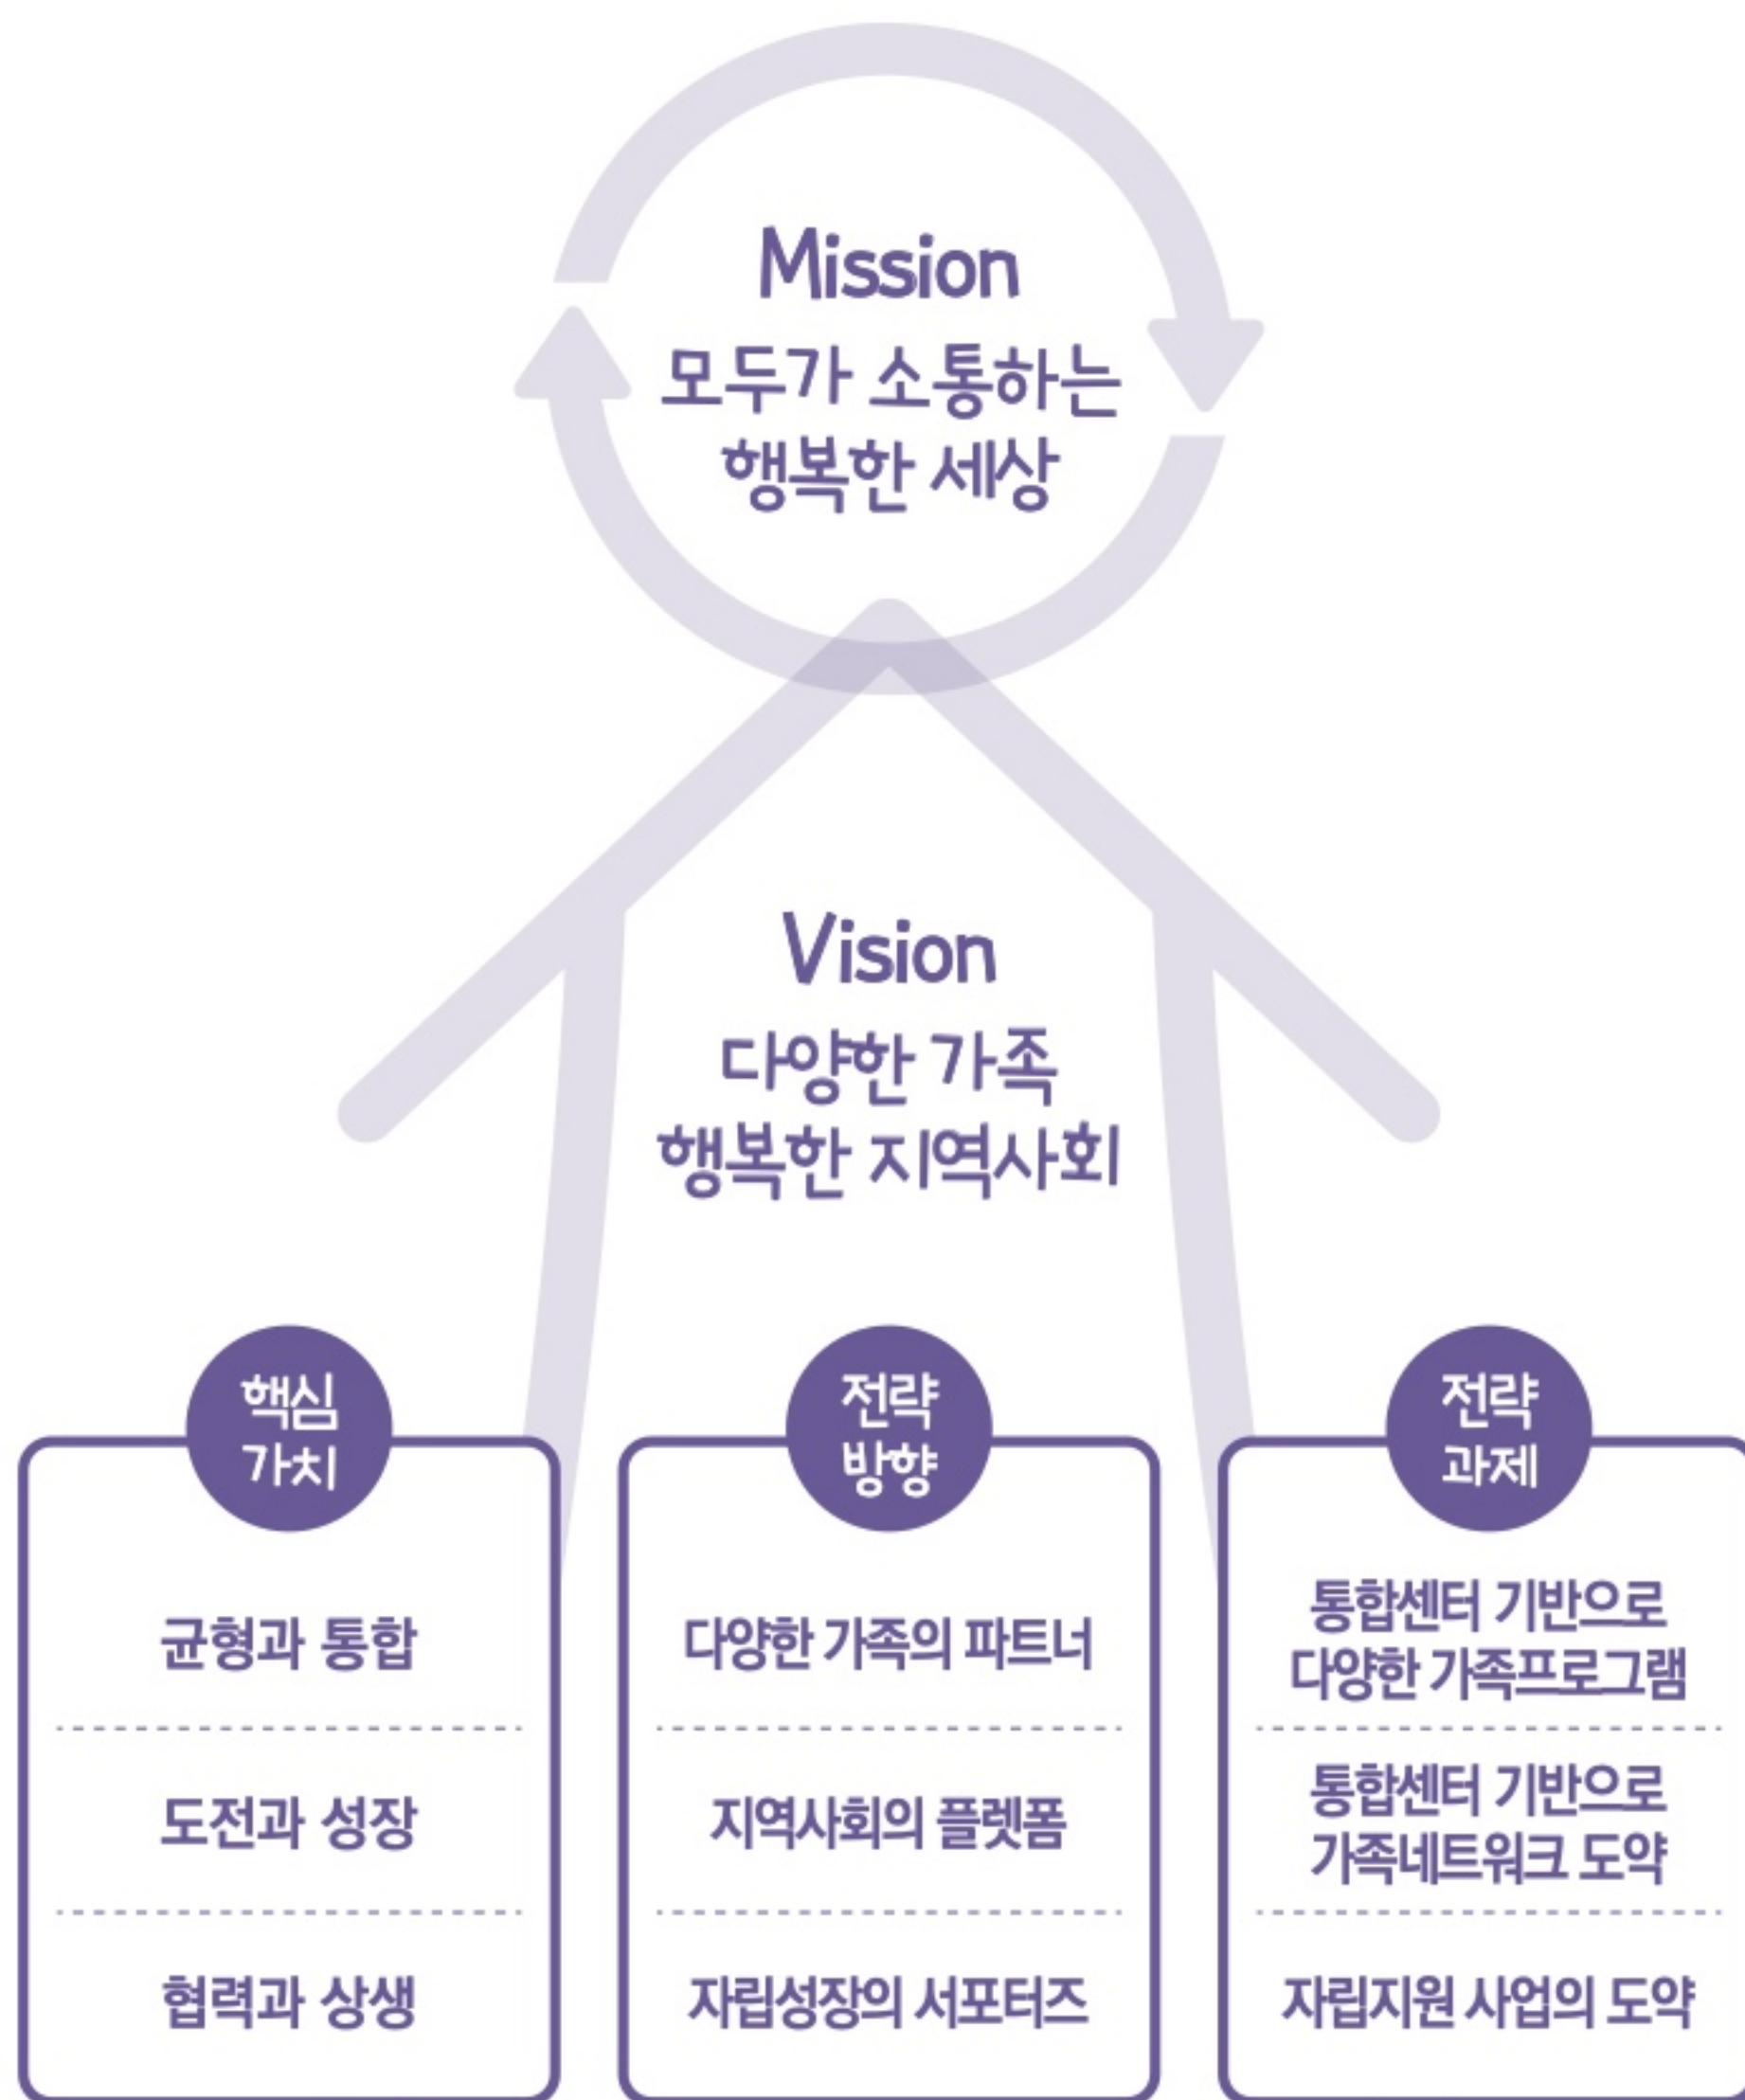 Mission
모두가 소통하는
행복한 세상
Vision
다양한 가족
행복한 지역사회
핵심
가치
균형과 통합
도전과 성장
협력과 상생
전략
방향
다양한 가족의 파트너
지역사회의 플렛폼
자립성장의 서포터즈
전략
과제
통합센터 기반으로
다양한 가족프로그램
통합센터 기반으로
가족네트워크 도약
자립지원 사업의 도약